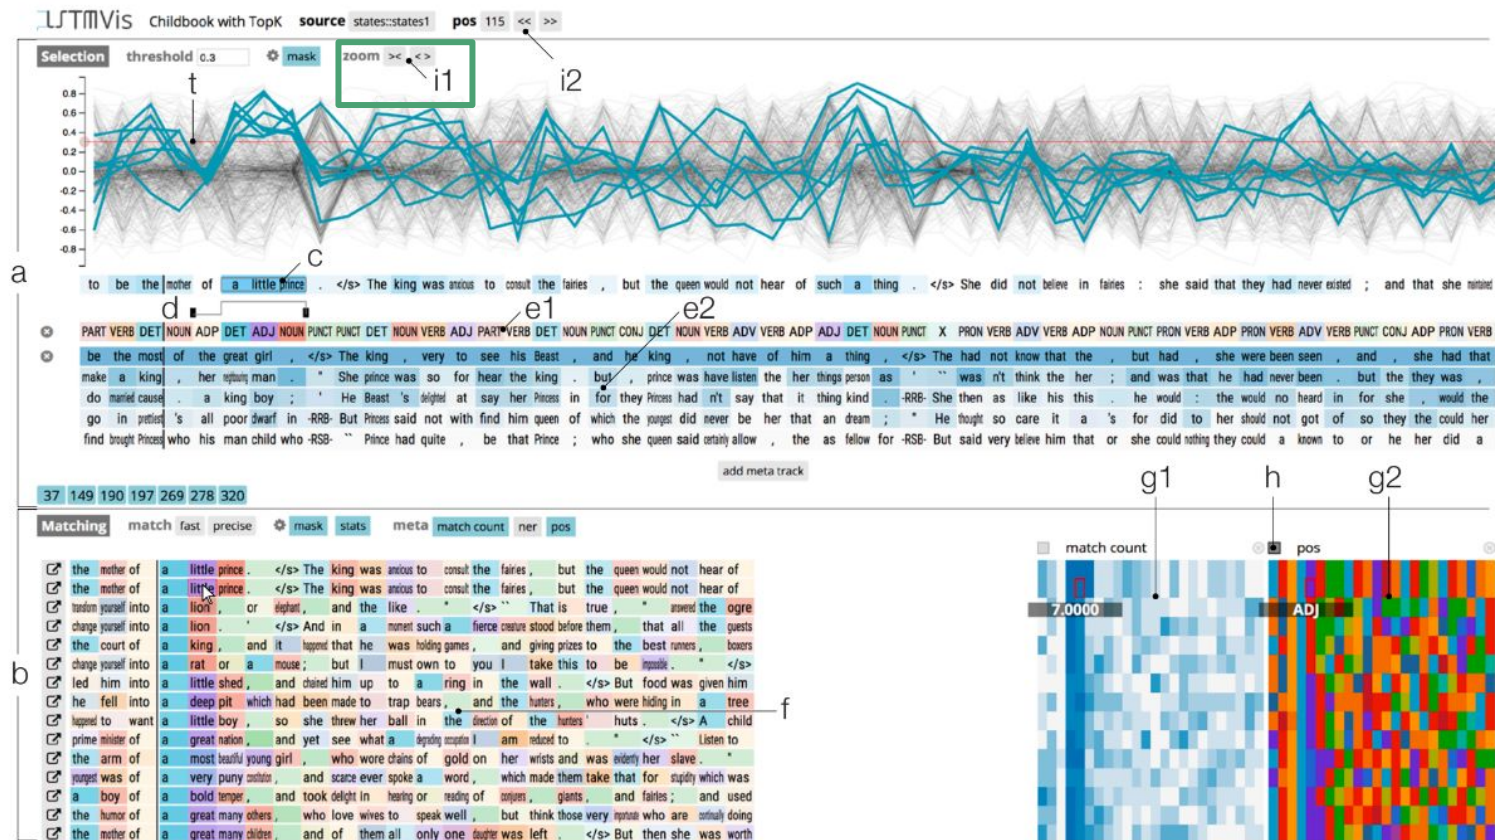 LSTMVis Childbook with TopK source states::states1 pos 115 << >>
Selection threshold 0.3 mask zoom >< <>
i1 i2
t
0.8
0.6
0.4
0.2
0.0
-0.2
-0.4
-0.6
-0.8
a
c
to be the mother of a little prince . </s> The king was anxious to consult the fairies , but the queen would not hear of such a thing . </s> She did not believe in fairies : she said that they had never existed ; and that she maintained
d e1 e2
PART VERB DET NOUN ADP DET ADJ NOUN PUNCT PUNCT DET NOUN VERB ADJ PART VERB DET NOUN PUNCT CONJ DET NOUN VERB ADV VERB ADP ADJ DET NOUN PUNCT X PRON VERB ADV VERB ADP NOUN PUNCT PRON VERB ADP PRON VERB ADV VERB PUNCT CONJ ADP PRON VERB
be the most of the great girl , </s> The king , very to see his Beast , and he king , not have of him a thing , </s> The had not know that the , but had , she were been seen , and , she had that
make a king , her neighbouring man . " She prince was so for hear the king . but , prince was have listen the her things person as ' `` was n't think the her ; and was that he had never been . but the they was ,
do married cause . a king boy ; ' He Beast 's delighted at say her Princess in for they Princess had n't say that it thing kind . -RRB- She then as like his this . he would : the would no heard in for she , would the
go in prettiest 's all poor dwarf in -RRB- But Princess said not with find him queen of which the youngest did never be her that an dream ; " He thought so care it a 's for did to her should not got of so they the could her
find brought Princess who his man child who -RSB- `` Prince had quite , be that Prince ; who she queen said certainly allow , the as fellow for -RSB- But said very believe him that or she could nothing they could a known to or he her did a
add meta track
37 149 190 197 269 278 320
g1 h g2
Matching match fast precise mask stats meta match count ner pos
match count pos
7.0000 ADJ
b
f
the mother of a little prince . </s> The king was anxious to consult the fairies , but the queen would not hear of
the mother of a little prince . </s> The king was anxious to consult the fairies , but the queen would not hear of
transform yourself into a lion , or elephant , and the like . " </s> `` That is true , " answered the ogre
change yourself into a lion . ' </s> And in a moment such a fierce creature stood before them , that all the guests
the court of a king , and it happened that he was holding games , and giving prizes to the best runners , boxers
change yourself into a rat or a mouse ; but I must own to you I take this to be impossible . " </s>
led him into a little shed , and chained him up to a ring in the wall . </s> But food was given him
he fell into a deep pit which had been made to trap bears , and the hunters , who were hiding in a tree
happened to want a little boy , so she threw her ball in the direction of the hunters ' huts . </s> A child
prime minister of a great nation , and yet see what a degrading occupation I am reduced to . " </s> `` Listen to
the arm of a most beautiful young girl , who wore chains of gold on her wrists and was evidently her slave . "
youngest was of a very puny constitution , and scarce ever spoke a word , which made them take that for stupidity which was
a boy of a bold temper , and took delight in hearing or reading of conjurers , giants , and fairies ; and used
the humor of a great many others , who love wives to speak well , but think those very importunate who are continually doing
the mother of a great many children , and of them all only one daughter was left . </s> But then she was worth